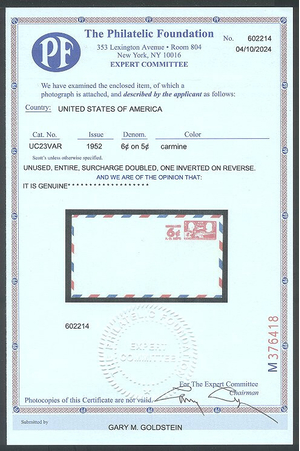 The Philatelic Foundation
PF
353 Lexington Avenue • Room 804
New York, NY 10016
EXPERT COMMITTEE
No. 602214
04/10/2024
We have examined the enclosed item, of which a
photograph is attached, and described by the applicant as follows:
Country: UNITED STATES OF AMERICA
Cat. No. Issue Denom. Color
UC23VAR 1952 6¢ on 5¢ carmine
Scott's unless otherwise specified.
UNUSED, ENTIRE, SURCHARGE DOUBLED, ONE INVERTED ON REVERSE.
AND WE ARE OF THE OPINION THAT:
IT IS GENUINE* * * * * * * * * * * * * * * * * * *
6¢
602214
PHILATELIC
EXPERT
COMMITTEE
M 376418
For The Expert Committee
Chairman
Photocopies of this Certificate are not valid.
Submitted by
GARY M. GOLDSTEIN